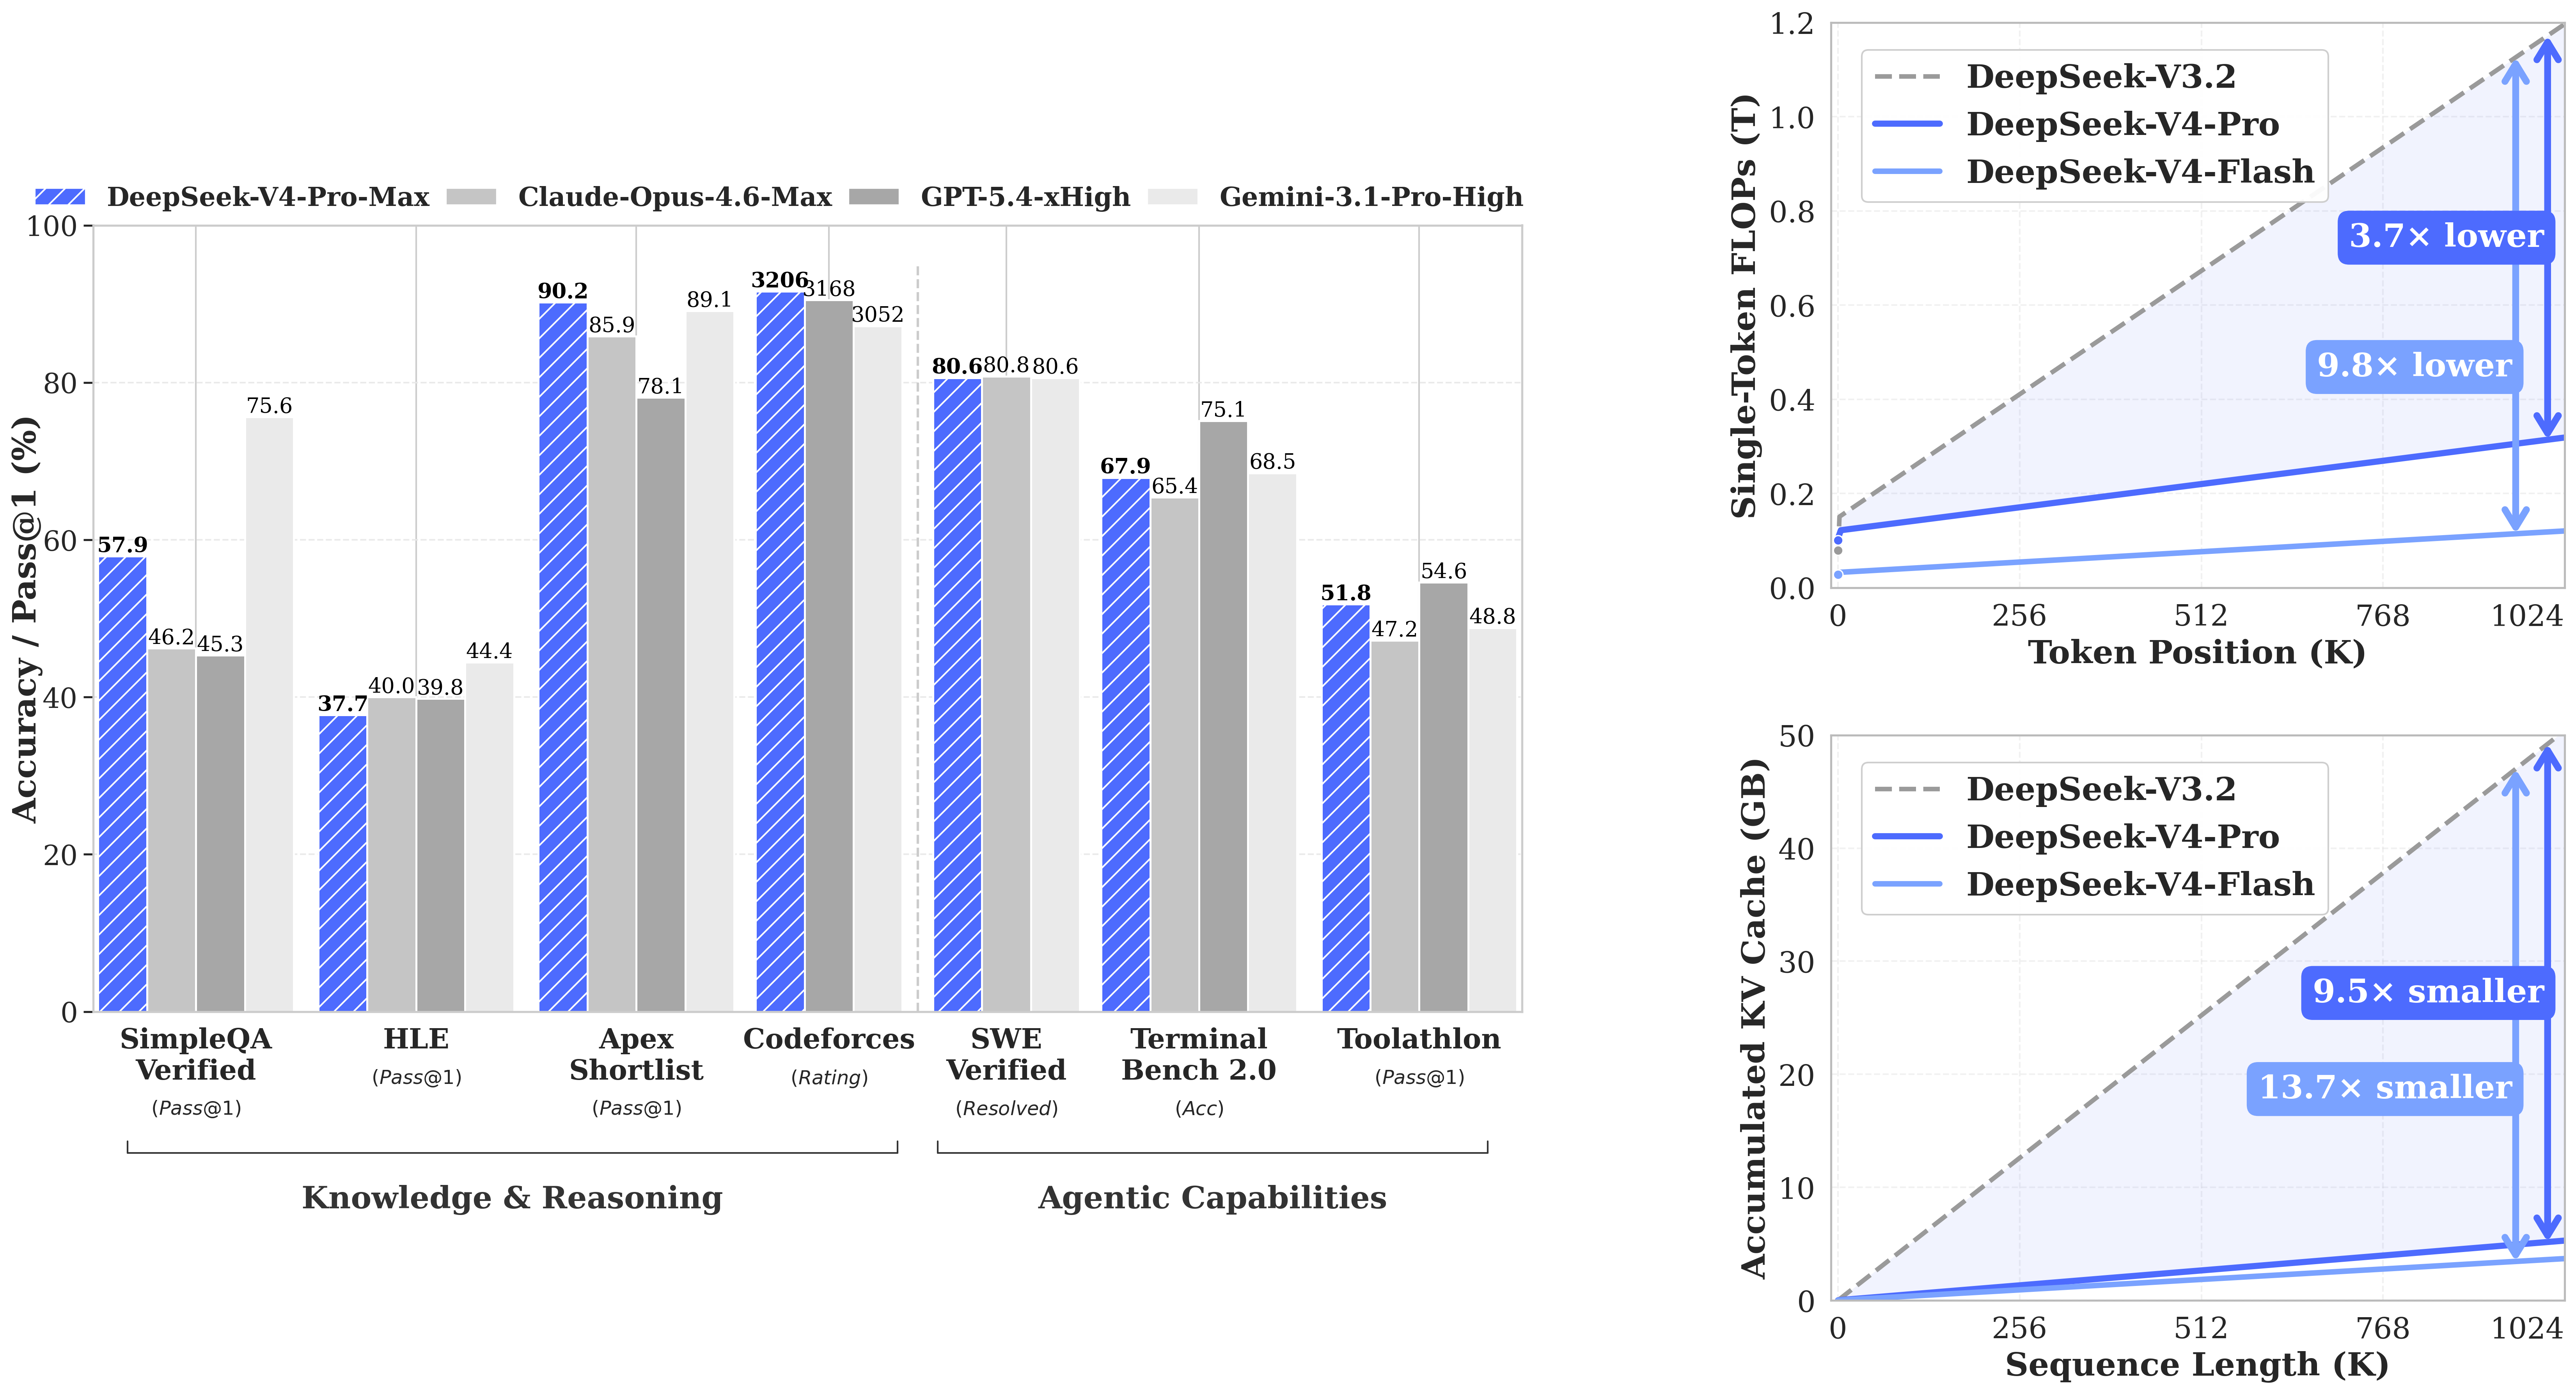 DeepSeek-V4-Pro-Max Claude-Opus-4.6-Max GPT-5.4-xHigh Gemini-3.1-Pro-High
Accuracy / Pass@1 (%)
100
80
60
40
20
0
57.9 46.2 45.3 75.6
37.7 40.0 39.8 44.4
90.2 85.9 78.1 89.1
3206 3168 3052
80.6 80.8 80.6
67.9 65.4 75.1 68.5
51.8 47.2 54.6 48.8
SimpleQA
Verified
(Pass@1)
HLE
(Pass@1)
Apex
Shortlist
(Pass@1)
Codeforces
(Rating)
SWE
Verified
(Resolved)
Terminal
Bench 2.0
(Acc)
Toolathlon
(Pass@1)
Knowledge & Reasoning
Agentic Capabilities
Single-Token FLOPs (T)
1.2
1.0
0.8
0.6
0.4
0.2
0.0
DeepSeek-V3.2
DeepSeek-V4-Pro
DeepSeek-V4-Flash
3.7× lower
9.8× lower
0 256 512 768 1024
Token Position (K)
Accumulated KV Cache (GB)
50
40
30
20
10
0
DeepSeek-V3.2
DeepSeek-V4-Pro
DeepSeek-V4-Flash
9.5× smaller
13.7× smaller
0 256 512 768 1024
Sequence Length (K)